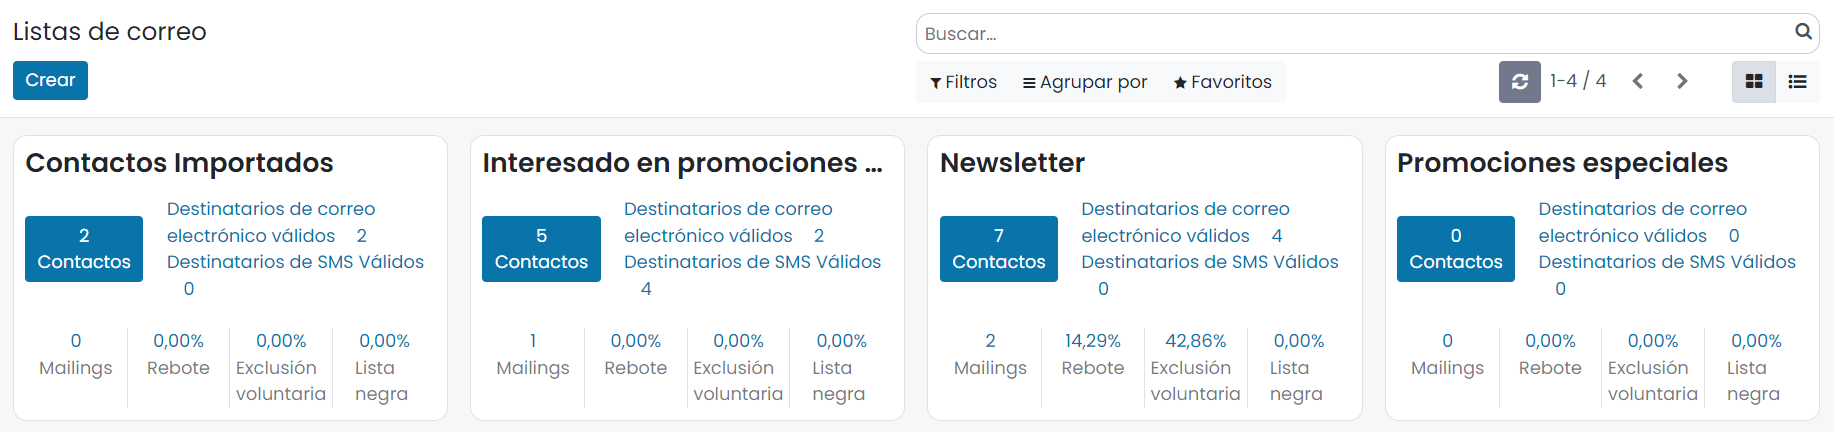 Listas de correo
Buscar...
Crear
Filtros
Agrupar por
Favoritos
1-4 / 4
Contactos Importados
2
Contactos
Destinatarios de correo
electrónico válidos 2
Destinatarios de SMS Válidos
0
0
Mailings
0,00%
Rebote
0,00%
Exclusión
voluntaria
0,00%
Lista
negra
Interesado en promociones ...
5
Contactos
Destinatarios de correo
electrónico válidos 2
Destinatarios de SMS Válidos
4
1
Mailings
0,00%
Rebote
0,00%
Exclusión
voluntaria
0,00%
Lista
negra
Newsletter
7
Contactos
Destinatarios de correo
electrónico válidos 4
Destinatarios de SMS Válidos
0
2
Mailings
14,29%
Rebote
42,86%
Exclusión
voluntaria
0,00%
Lista
negra
Promociones especiales
0
Contactos
Destinatarios de correo
electrónico válidos 0
Destinatarios de SMS Válidos
0
0
Mailings
0,00%
Rebote
0,00%
Exclusión
voluntaria
0,00%
Lista
negra